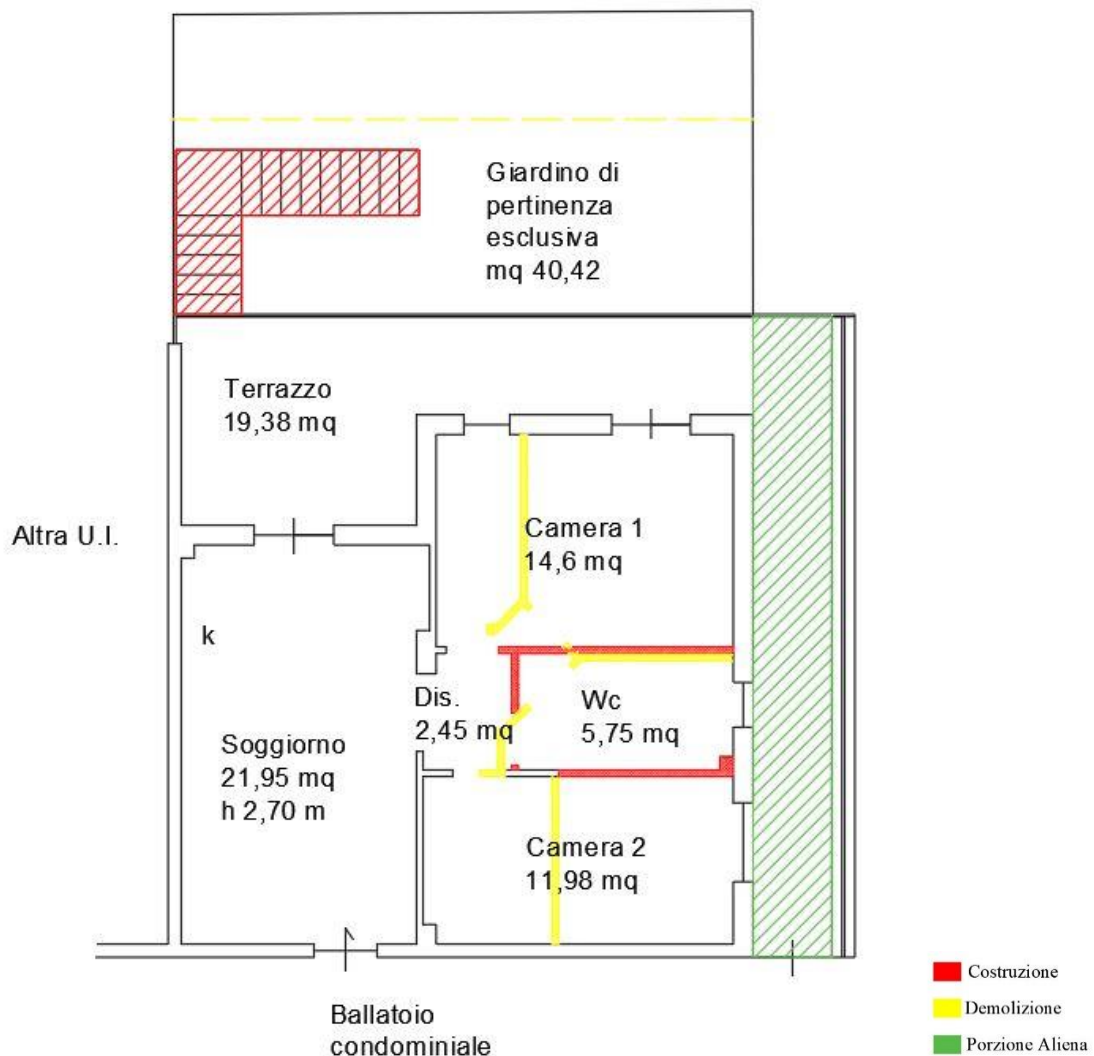 Giardino di
pertinenza
esclusiva
mq 40,42
Terrazzo
19,38 mq
Altra U.I.
Camera 1
14,6 mq
k
Dis.
2,45 mq
Wc
5,75 mq
Soggiorno
21,95 mq
h 2,70 m
Camera 2
11,98 mq
Ballatoio
condominiale
Costruzione
Demolizione
Porzione Aliena